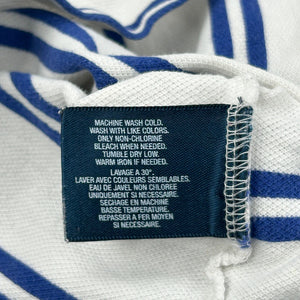 MACHINE WASH COLD.
WASH WITH LIKE COLORS.
ONLY NON-CHLORINE
BLEACH WHEN NEEDED.
TUMBLE DRY LOW.
WARM IRON IF NEEDED.
LAVAGE A 30°.
LAVER AVEC COULEURS SEMBLABLES.
EAU DE JAVEL NON CHLOREE
UNIQUEMENT SI NECESSAIRE.
SECHAGE EN MACHINE
BASSE TEMPERATURE.
REPASSER A FER MOYEN
SI NECESSAIRE.